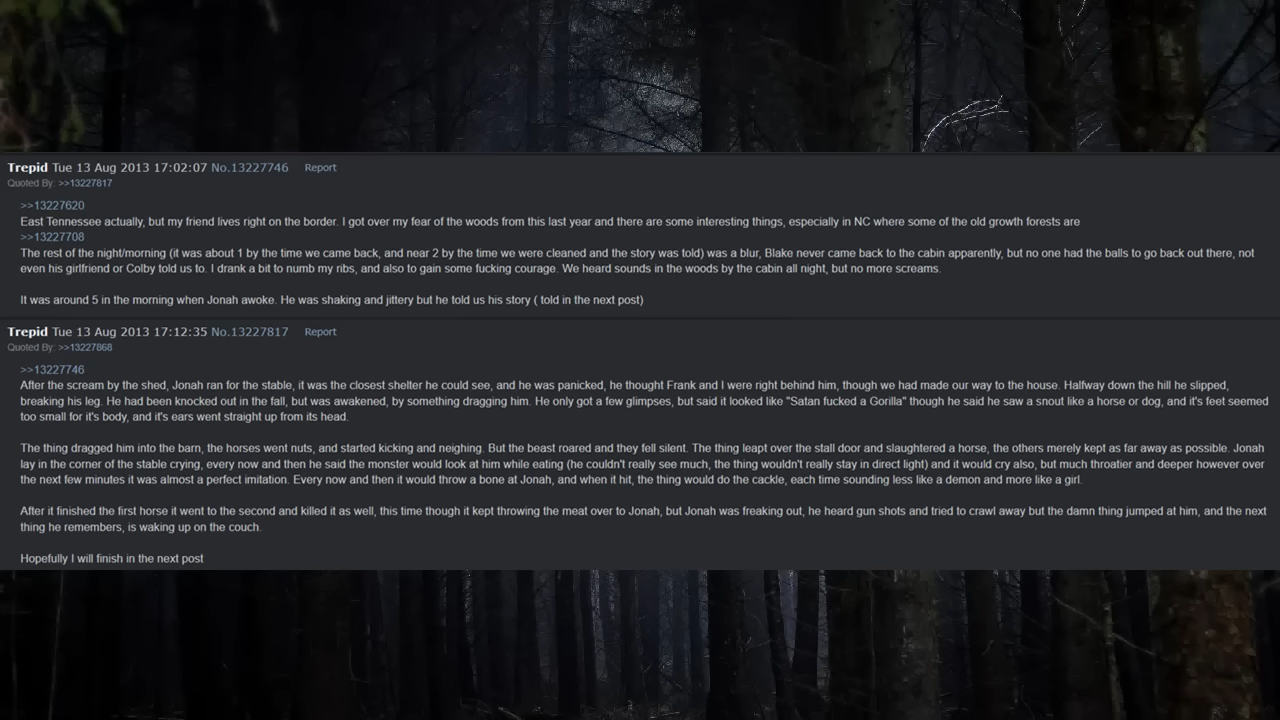 Trepid Tue 13 Aug 2013 17:02:07 No.13227746 Report
Quoted By: >>13227817
>>13227620
East Tennessee actually, but my friend lives right on the border. I got over my fear of the woods from this last year and there are some interesting things, especially in NC where some of the old growth forests are
>>13227708
The rest of the night/morning (it was about 1 by the time we came back, and near 2 by the time we were cleaned and the story was told) was a blur, Blake never came back to the cabin apparently, but no one had the balls to go back out there, not
even his girlfriend or Colby told us to. I drank a bit to numb my ribs, and also to gain some fucking courage. We heard sounds in the woods by the cabin all night, but no more screams.
It was around 5 in the morning when Jonah awoke. He was shaking and jittery but he told us his story ( told in the next post)
Trepid Tue 13 Aug 2013 17:12:35 No.13227817 Report
Quoted By: >>13227868
>>13227746
After the scream by the shed, Jonah ran for the stable, it was the closest shelter he could see, and he was panicked, he thought Frank and I were right behind him, though we had made our way to the house. Halfway down the hill he slipped,
breaking his leg. He had been knocked out in the fall, but was awakened, by something dragging him. He only got a few glimpses, but said it looked like "Satan fucked a Gorilla" though he said he saw a snout like a horse or dog, and it's feet seemed
too small for it's body, and it's ears went straight up from its head.
The thing dragged him into the barn, the horses went nuts, and started kicking and neighing. But the beast roared and they fell silent. The thing leapt over the stall door and slaughtered a horse, the others merely kept as far away as possible. Jonah
lay in the corner of the stable crying, every now and then he said the monster would look at him while eating (he couldn't really see much, the thing wouldn't really stay in direct light) and it would cry also, but much throatier and deeper however over
the next few minutes it was almost a perfect imitation. Every now and then it would throw a bone at Jonah, and when it hit, the thing would do the cackle, each time sounding less like a demon and more like a girl.
After it finished the first horse it went to the second and killed it as well, this time though it kept throwing the meat over to Jonah, but Jonah was freaking out, he heard gun shots and tried to crawl away but the damn thing jumped at him, and the next
thing he remembers, is waking up on the couch.
Hopefully I will finish in the next post